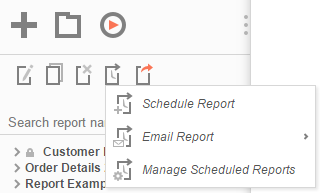 Schedule Report
Search report na
Email Report
Customer
Order Details
Manage Scheduled Reports
Report Examp